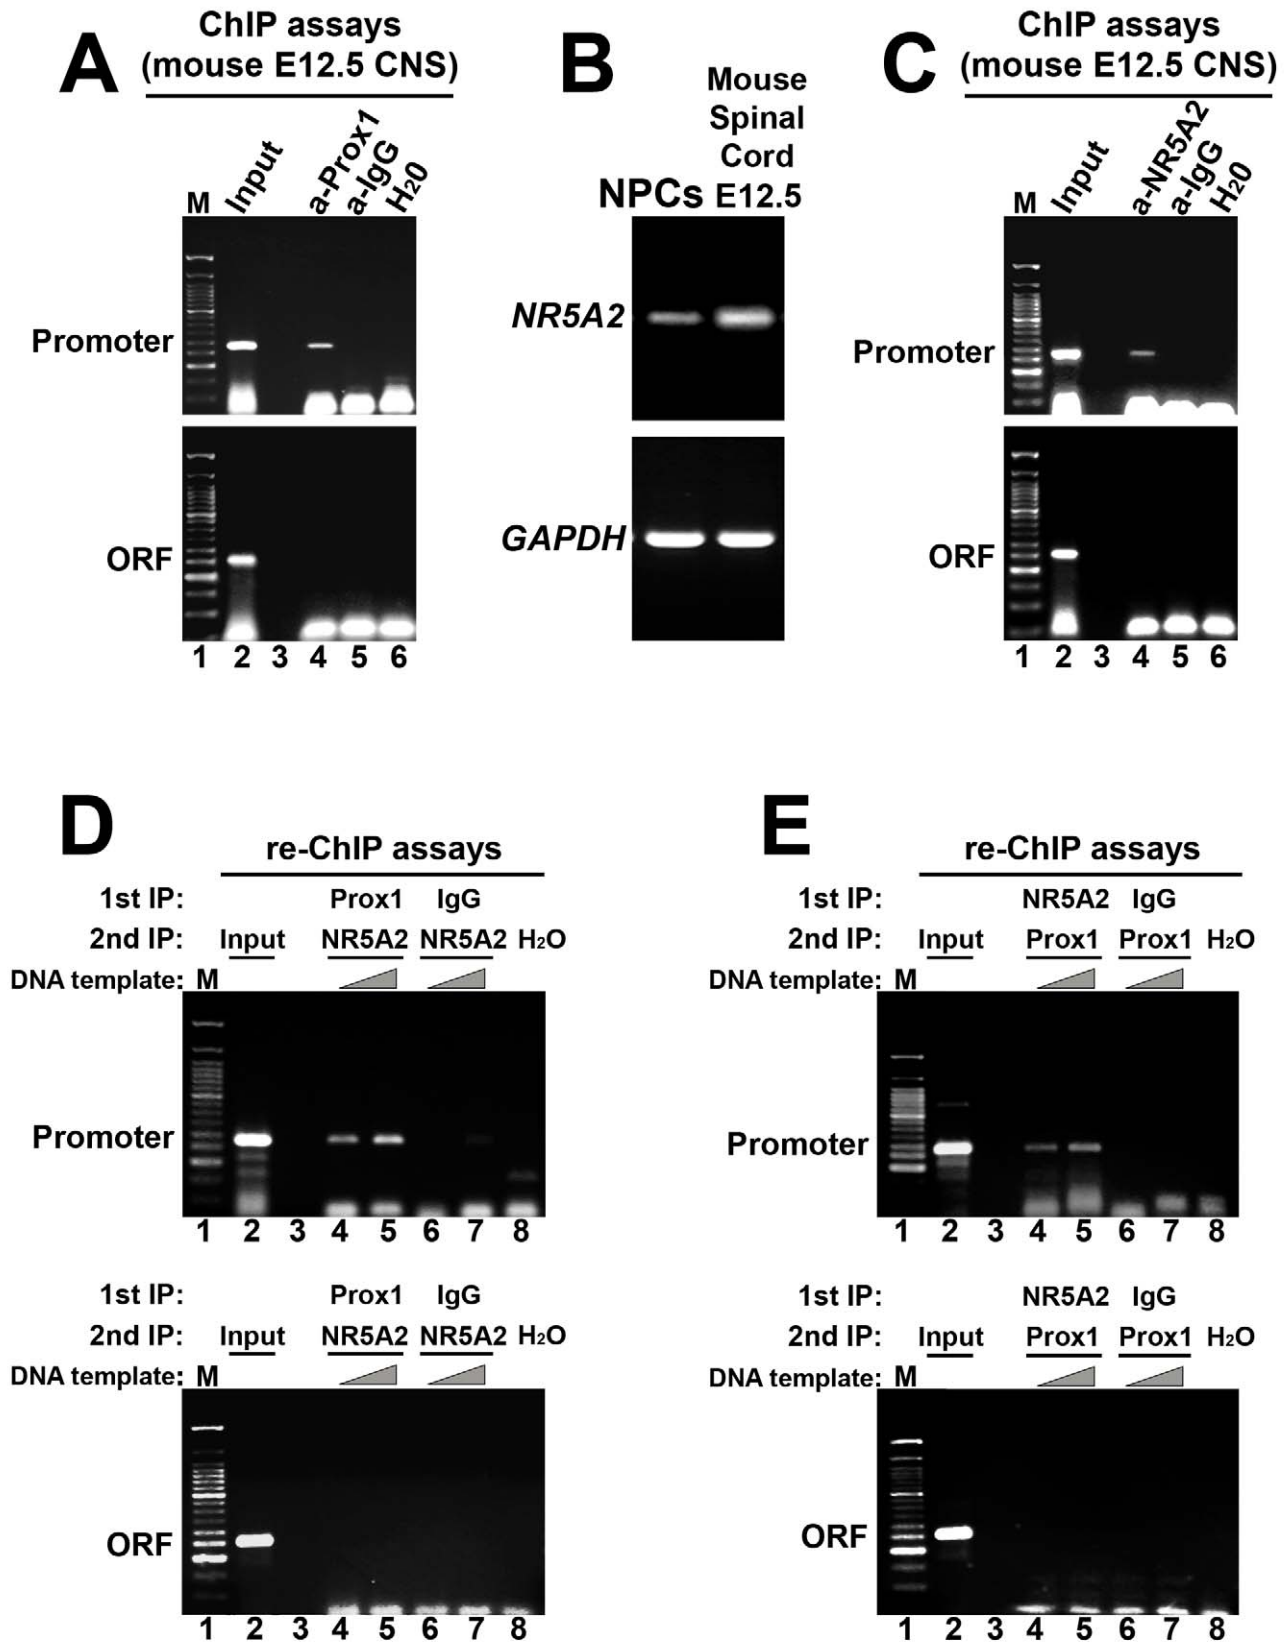 A
ChIP assays
(mouse E12.5 CNS)
M Input a-Prox1 a-IgG H20
Promoter
ORF
1 2 3 4 5 6
B
Mouse
Spinal
Cord
NPCs E12.5
NR5A2
GAPDH
C
ChIP assays
(mouse E12.5 CNS)
M Input a-NR5A2 a-IgG H20
Promoter
ORF
1 2 3 4 5 6
D
re-ChIP assays
1st IP: Prox1 IgG
2nd IP: Input NR5A2 NR5A2 H2O
DNA template: M
Promoter
1 2 3 4 5 6 7 8
1st IP: Prox1 IgG
2nd IP: Input NR5A2 NR5A2 H2O
DNA template: M
ORF
1 2 3 4 5 6 7 8
E
re-ChIP assays
1st IP: NR5A2 IgG
2nd IP: Input Prox1 Prox1 H2O
DNA template: M
Promoter
1 2 3 4 5 6 7 8
1st IP: NR5A2 IgG
2nd IP: Input Prox1 Prox1 H2O
DNA template: M
ORF
1 2 3 4 5 6 7 8